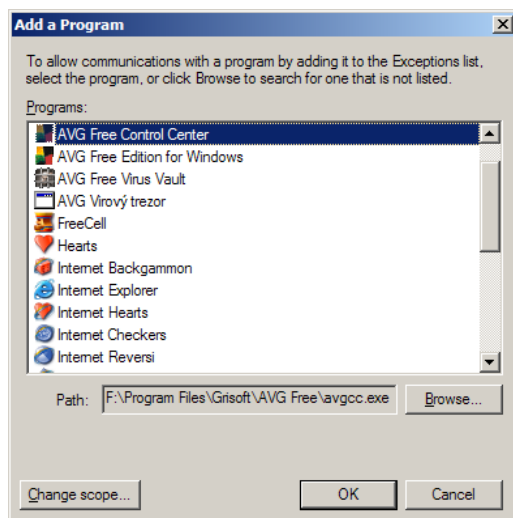 Add a Program
To allow communications with a program by adding it to the Exceptions list,
select the program, or click Browse to search for one that is not listed.
Programs:
AVG Free Control Center
AVG Free Edition for Windows
AVG Free Virus Vault
AVG Virový trezor
FreeCell
Hearts
Internet Backgammon
Internet Explorer
Internet Hearts
Internet Checkers
Internet Reversi
Path: F:\Program Files\Grisoft\AVG Free\avgcc.exe Browse...
Change scope... OK Cancel